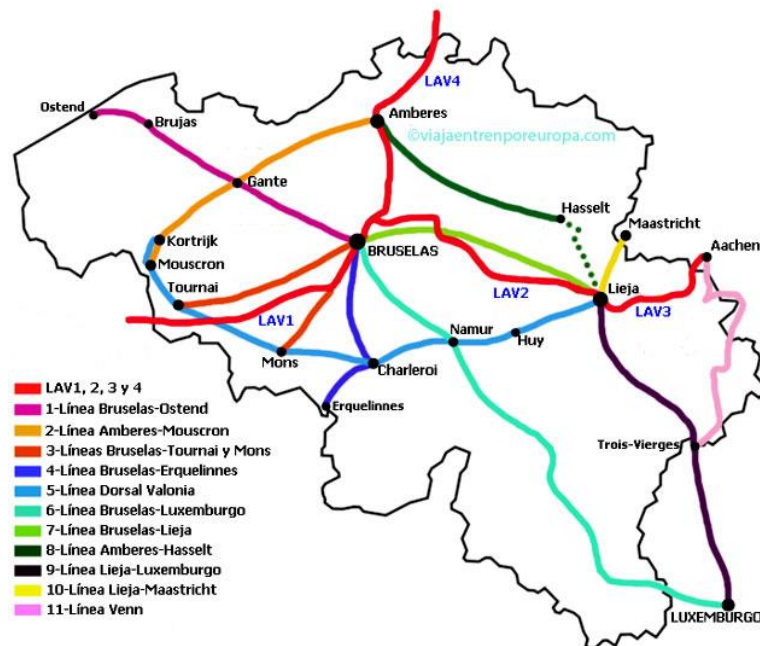 LAV4
Ostend
Brujas
Amberes
©viajaentrenporeuropa.com
Gante
Hasselt
Maastricht
Kortrijk
BRUSELAS
Aachen
Mouscron
Tournai
Lieja
LAV2
LAV3
LAV1
Namur
Huy
Mons
Charleroi
Erquelinnes
Trois-Vierges
LUXEMBURGO
LAV1, 2, 3 y 4
1-Línea Bruselas-Ostend
2-Línea Amberes-Mouscron
3-Líneas Bruselas-Tournai y Mons
4-Línea Bruselas-Erquelinnes
5-Línea Dorsal Valonia
6-Línea Bruselas-Luxemburgo
7-Línea Bruselas-Lieja
8-Línea Amberes-Hasselt
9-Línea Lieja-Luxemburgo
10-Línea Lieja-Maastricht
11-Línea Venn